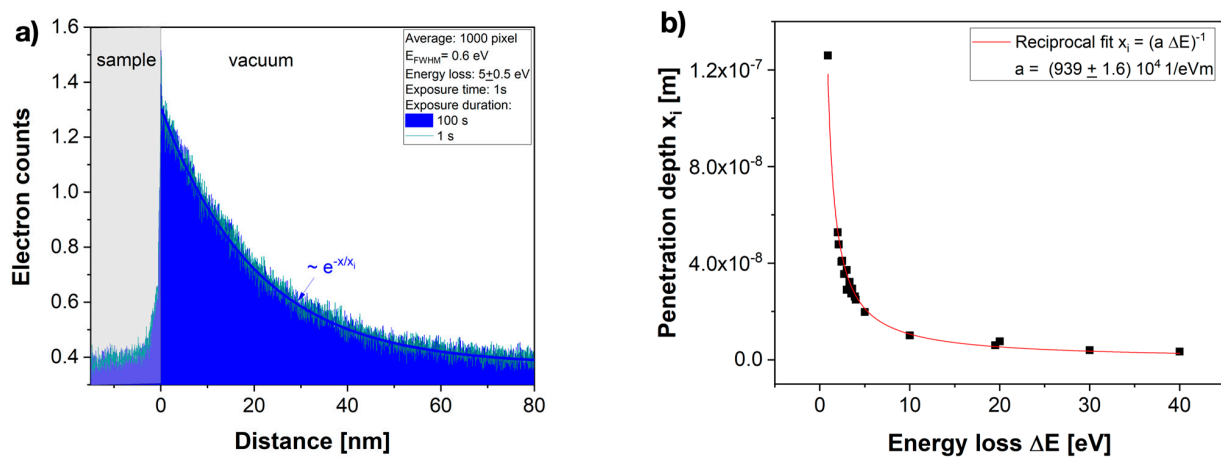 a)
1.6
1.4
1.2
1.0
0.8
0.6
0.4
Electron counts
sample
vacuum
Average: 1000 pixel
E_FWHM= 0.6 eV
Energy loss: 5±0.5 eV
Exposure time: 1s
Exposure duration:
100 s
1 s
~ e^-x/x_i
0 20 40 60 80
Distance [nm]
b)
1.2x10^-7
8.0x10^-8
4.0x10^-8
0.0
Penetration depth x_i [m]
Reciprocal fit x_i = (a ΔE)^-1
a = (939 ± 1.6) 10^4 1/eVm
0 10 20 30 40
Energy loss ΔE [eV]